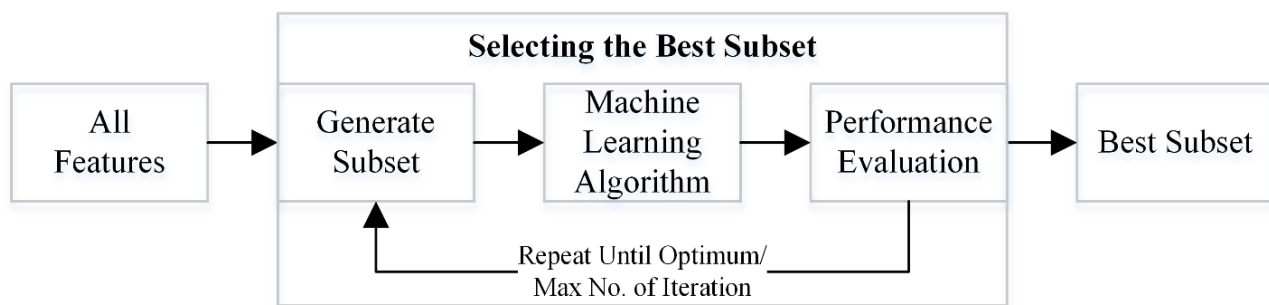 Selecting the Best Subset
All
Features
Generate
Subset
Machine
Learning
Algorithm
Performance
Evaluation
Best Subset
Repeat Until Optimum/
Max No. of Iteration